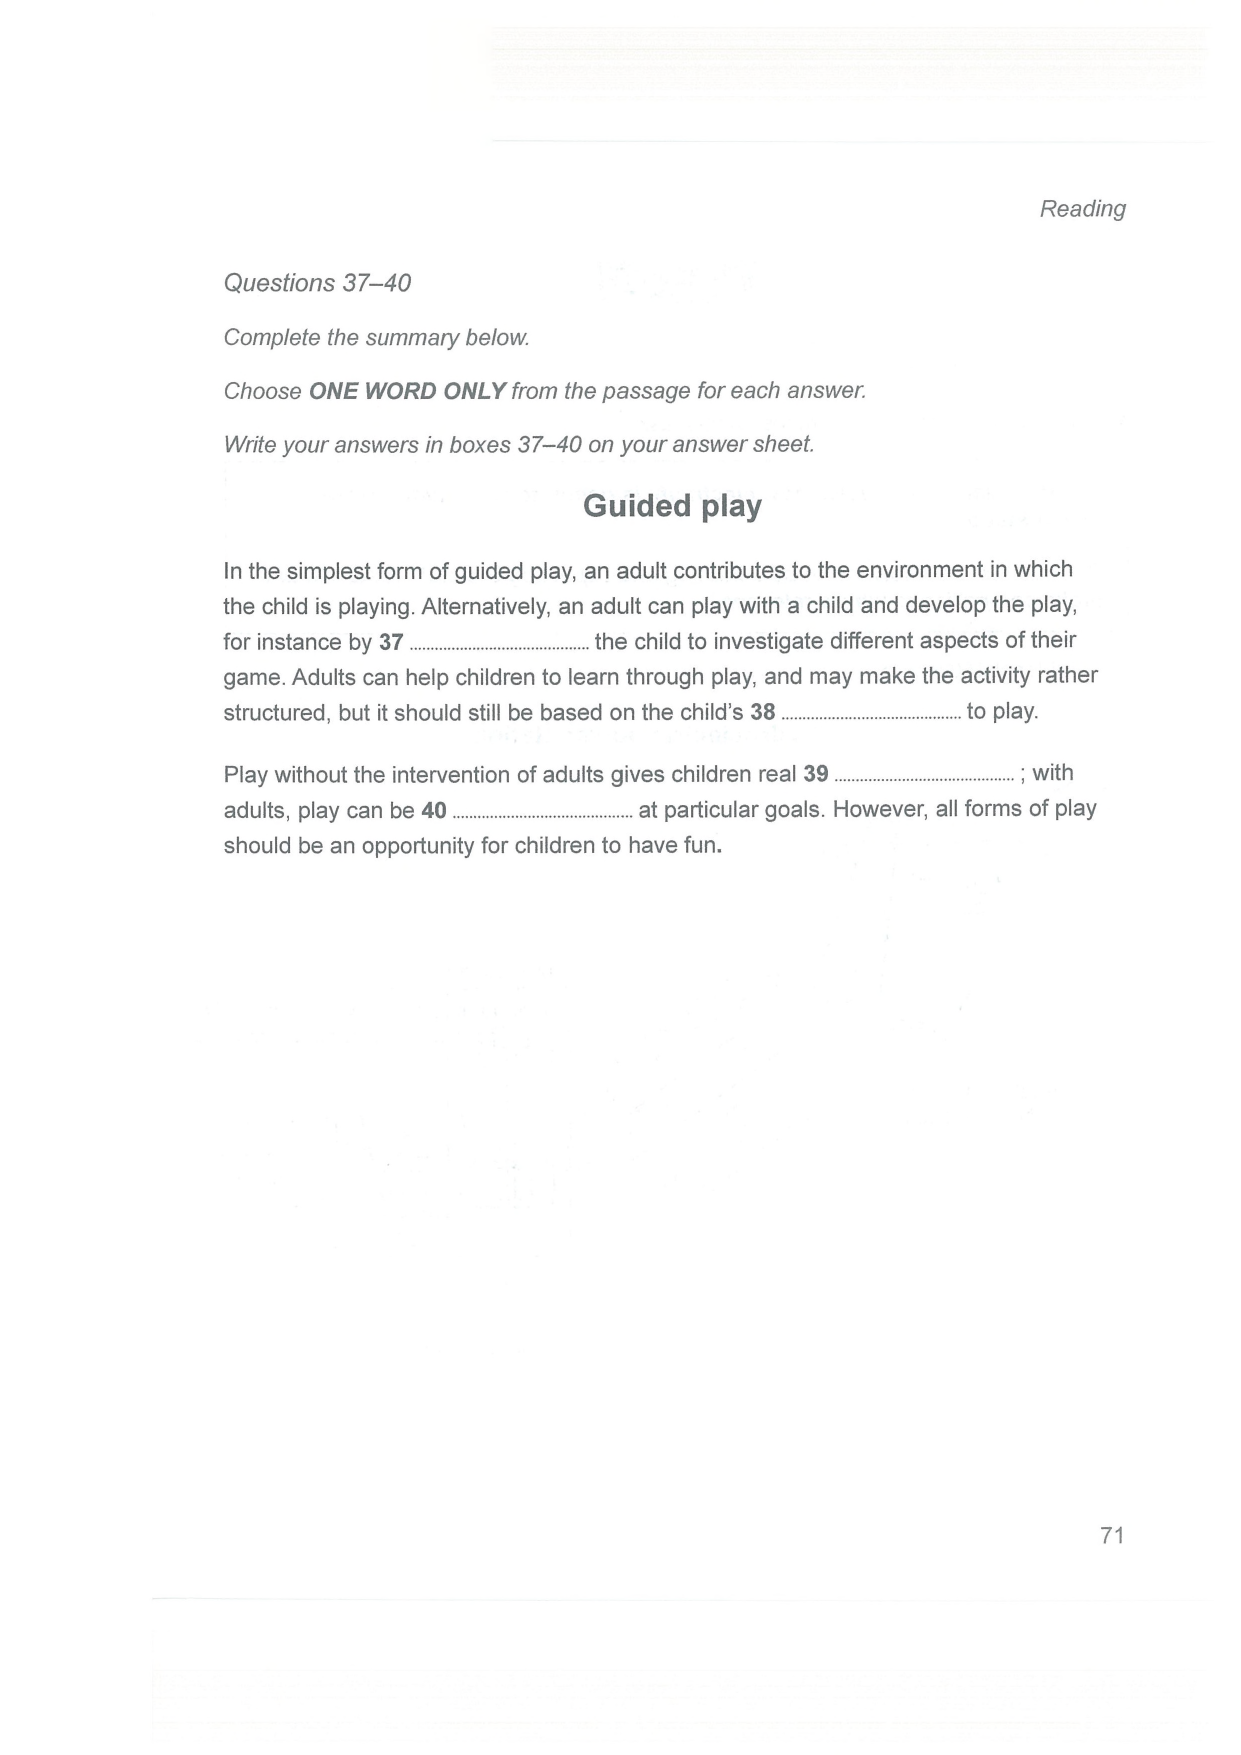 Reading
Questions 37–40
Complete the summary below.
Choose ONE WORD ONLY from the passage for each answer.
Write your answers in boxes 37–40 on your answer sheet.
Guided play
In the simplest form of guided play, an adult contributes to the environment in which
the child is playing. Alternatively, an adult can play with a child and develop the play,
for instance by 37 .......................................... the child to investigate different aspects of their
game. Adults can help children to learn through play, and may make the activity rather
structured, but it should still be based on the child's 38 .......................................... to play.
Play without the intervention of adults gives children real 39 .......................................... ; with
adults, play can be 40 .......................................... at particular goals. However, all forms of play
should be an opportunity for children to have fun.
71